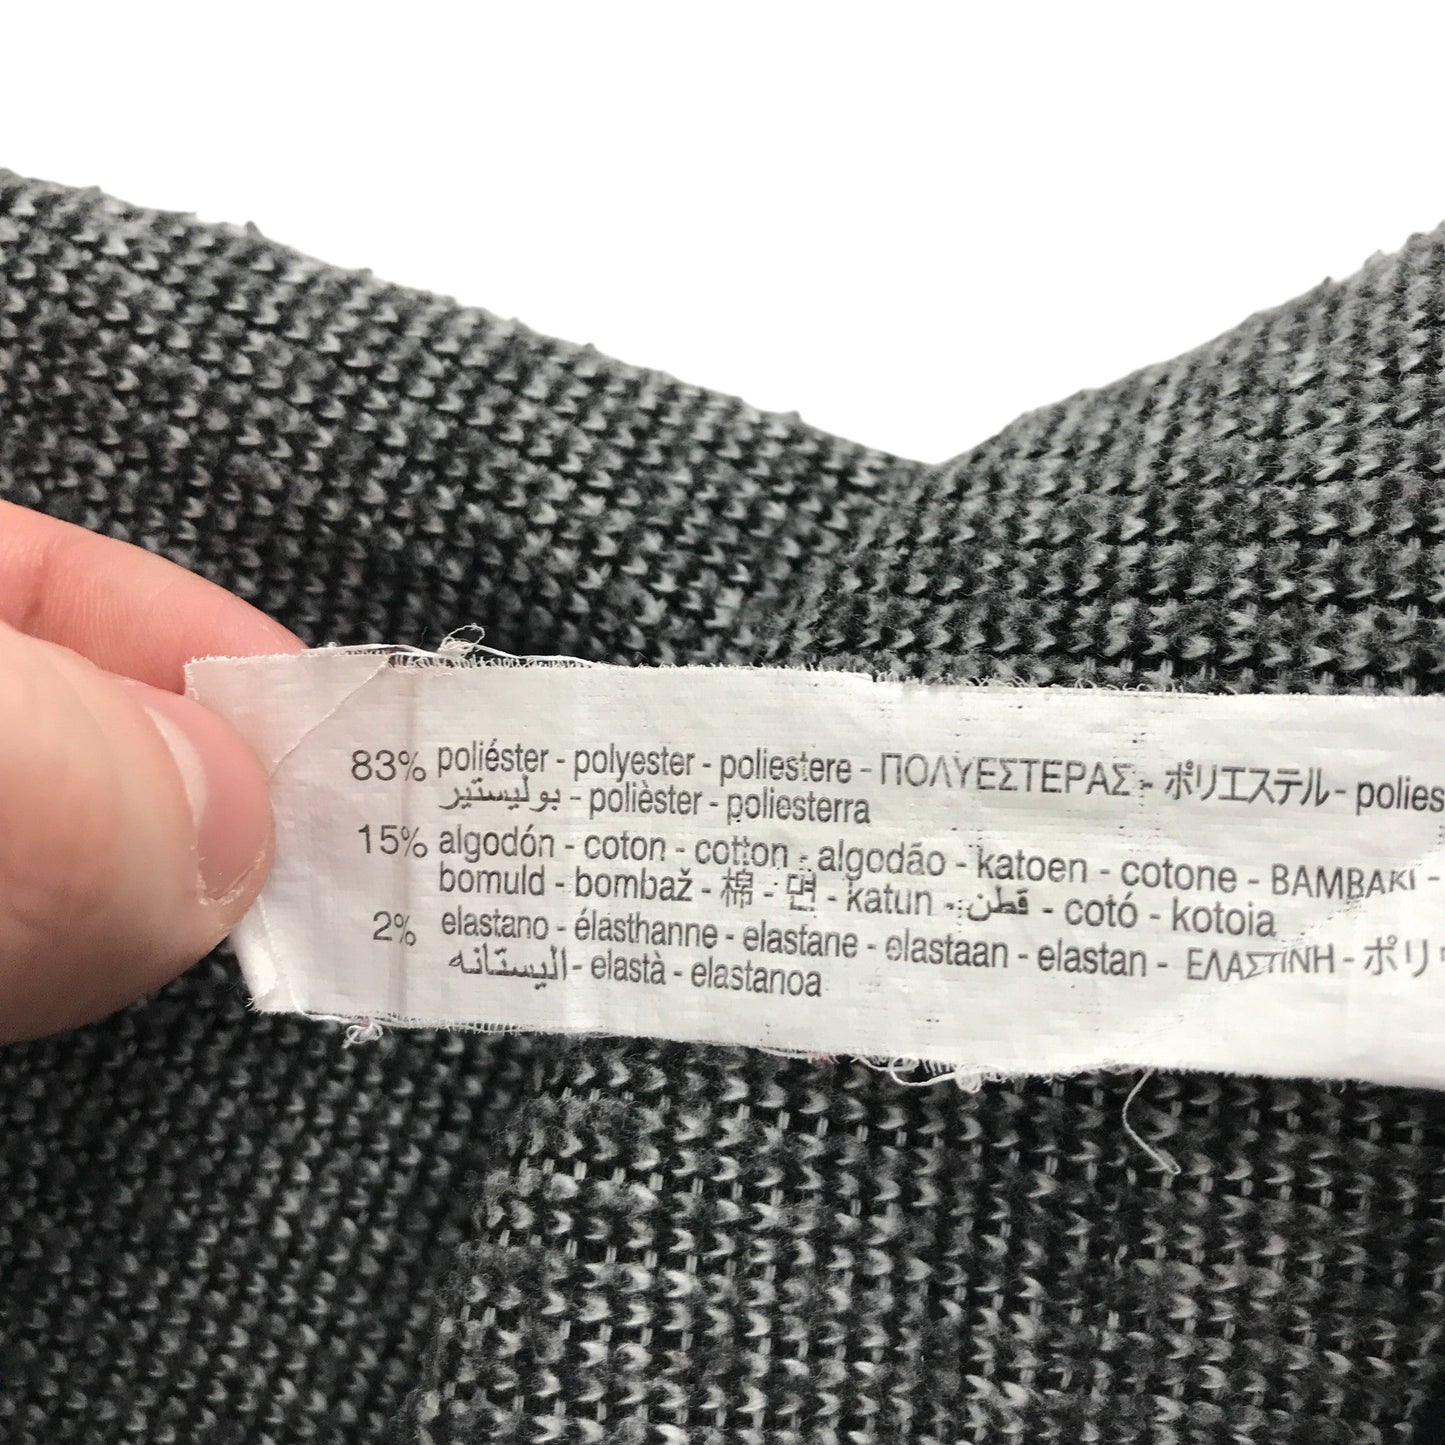 83% poliéster - polyester - poliestere - ΠΟΛΥΕΣΤΕΡΑΣ - ポリエステル - polies
بوليستير - polièster - poliesterra
15% algodón - coton - cotton - algodão - katoen - cotone - BAMBAKI -
bomuld - bombaž - 棉 - 면 - katun - قطن - cotó - kotoia
2% elastano - élasthanne - elastane - elastaan - elastan - ΕΛΑΣΤΙΝΗ - ポリ
اليستانه - elastà - elastanoa